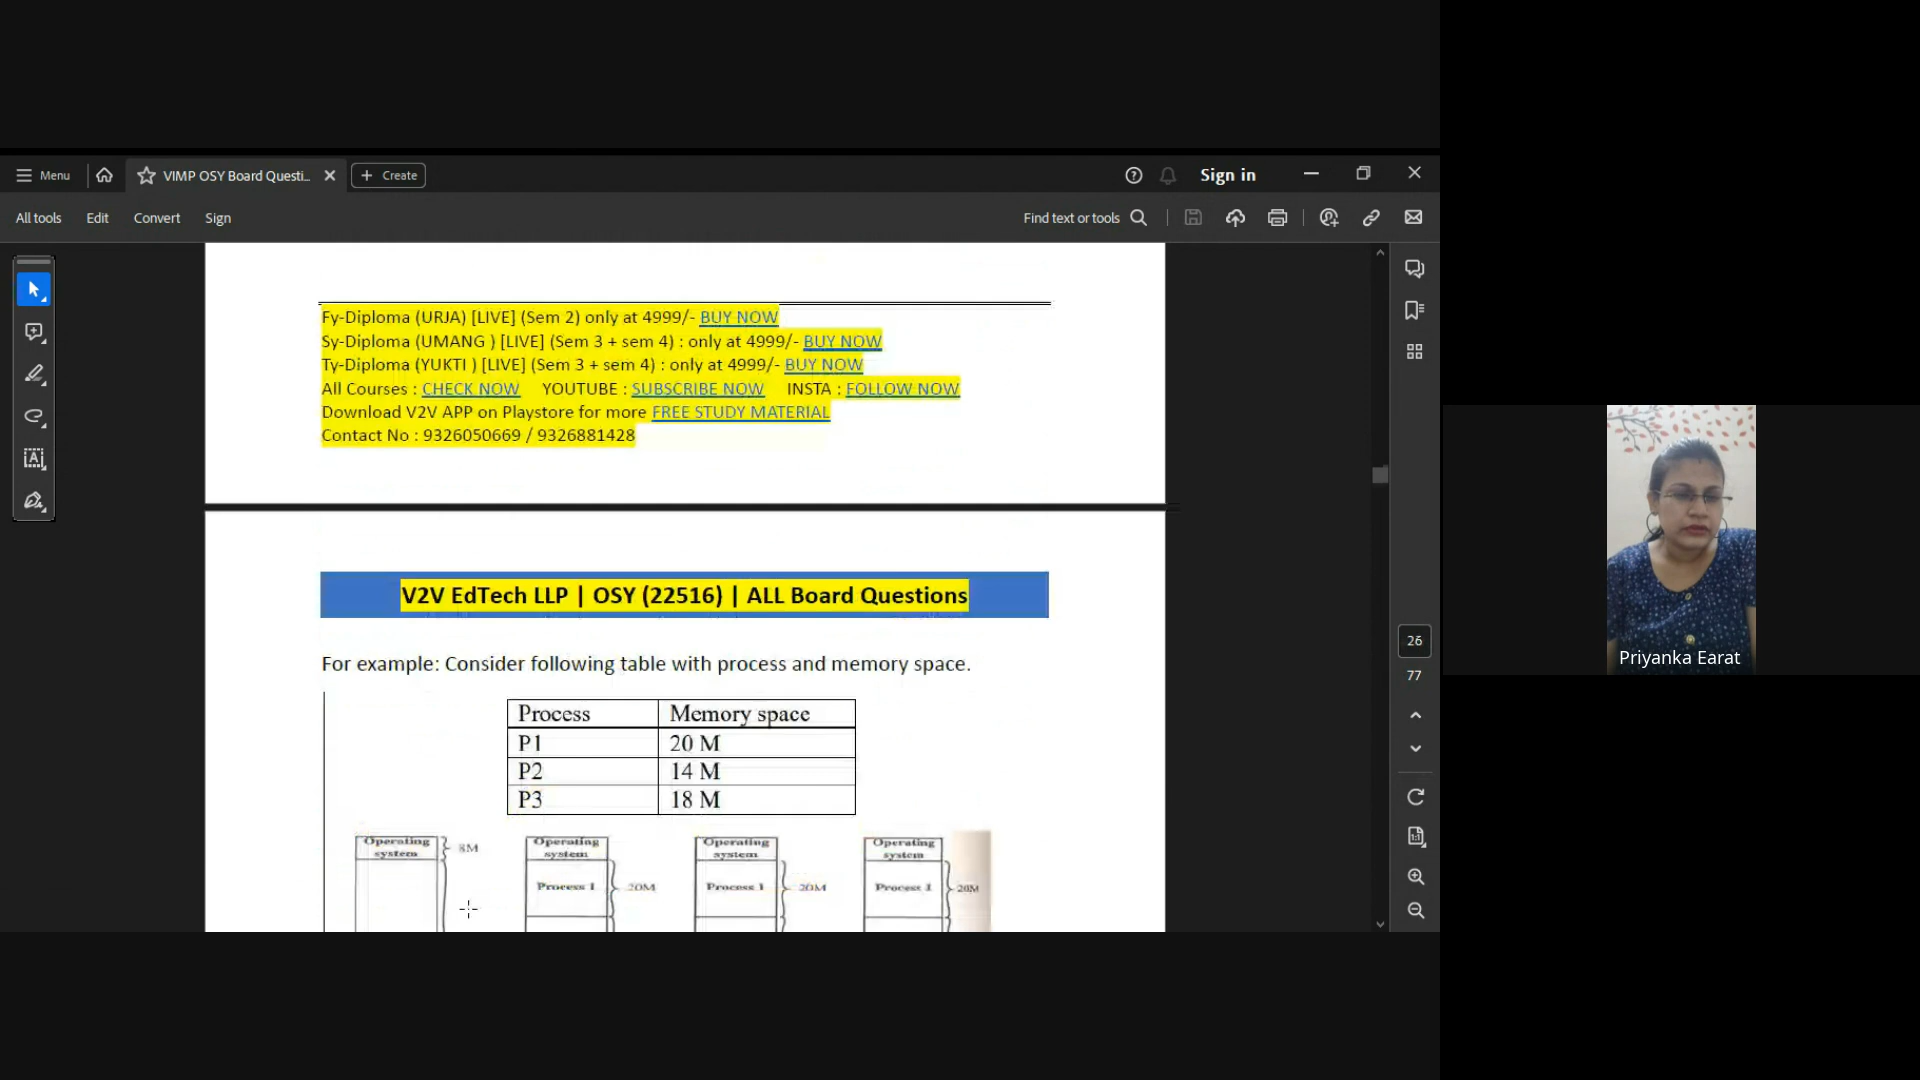 Menu
VIMP OSY Board Questi...
Create
Sign in
All tools
Edit
Convert
Sign
Find text or tools
Fy-Diploma (URJA) [LIVE] (Sem 2) only at 4999/- BUY NOW
Sy-Diploma (UMANG ) [LIVE] (Sem 3 + sem 4) : only at 4999/- BUY NOW
Ty-Diploma (YUKTI ) [LIVE] (Sem 3 + sem 4) : only at 4999/- BUY NOW
All Courses : CHECK NOW YOUTUBE : SUBSCRIBE NOW INSTA : FOLLOW NOW
Download V2V APP on Playstore for more FREE STUDY MATERIAL
Contact No : 9326050669 / 9326881428
V2V EdTech LLP | OSY (22516) | ALL Board Questions
For example: Consider following table with process and memory space.
Process Memory space
P1 20 M
P2 14 M
P3 18 M
Operating system 8M
Operating system
Process 1 20M
Operating system
Process 1 20M
Operating system
Process 1 20M
26
77
Priyanka Earat